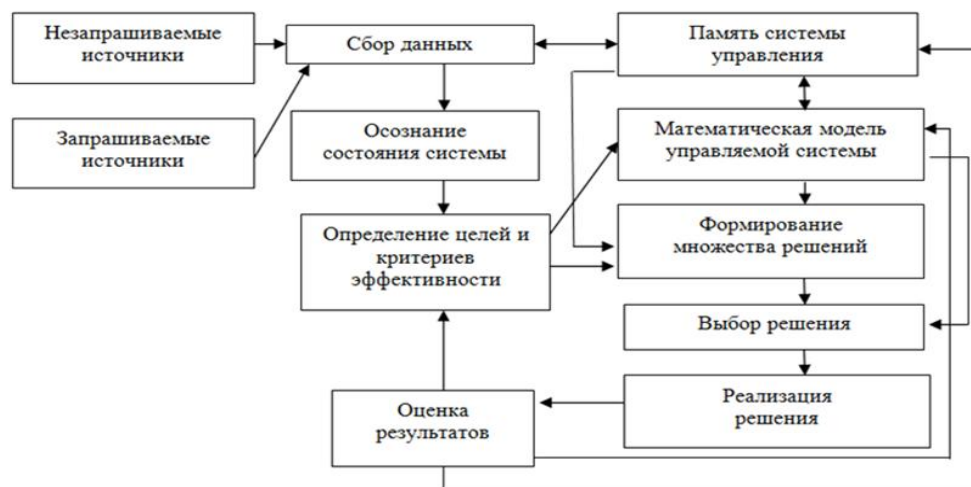 Незапрашиваемые
источники
Сбор данных
Память системы
управления
Запрашиваемые
источники
Осознание
состояния системы
Математическая модель
управляемой системы
Определение целей и
критериев
эффективности
Формирование
множества решений
Выбор решения
Оценка
результатов
Реализация
решения